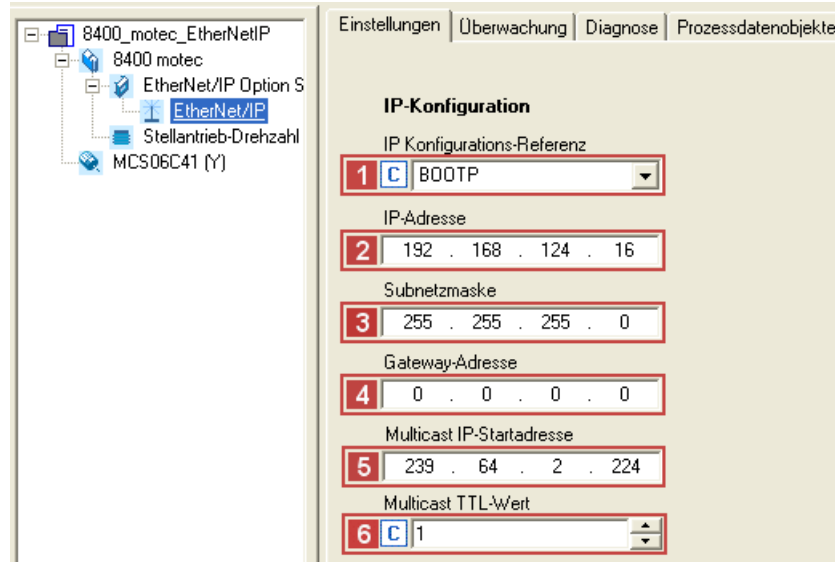 8400_motec_EtherNetIP
8400 motec
EtherNet/IP Option S
EtherNet/IP
Stellantrieb-Drehzahl
MCS06C41 (Y)
Einstellungen Überwachung Diagnose Prozessdatenobjekte
IP-Konfiguration
IP Konfigurations-Referenz
1 C BOOTP
IP-Adresse
2 192 . 168 . 124 . 16
Subnetzmaske
3 255 . 255 . 255 . 0
Gateway-Adresse
4 0 . 0 . 0 . 0
Multicast IP-Startadresse
5 239 . 64 . 2 . 224
Multicast TTL-Wert
6 C 1